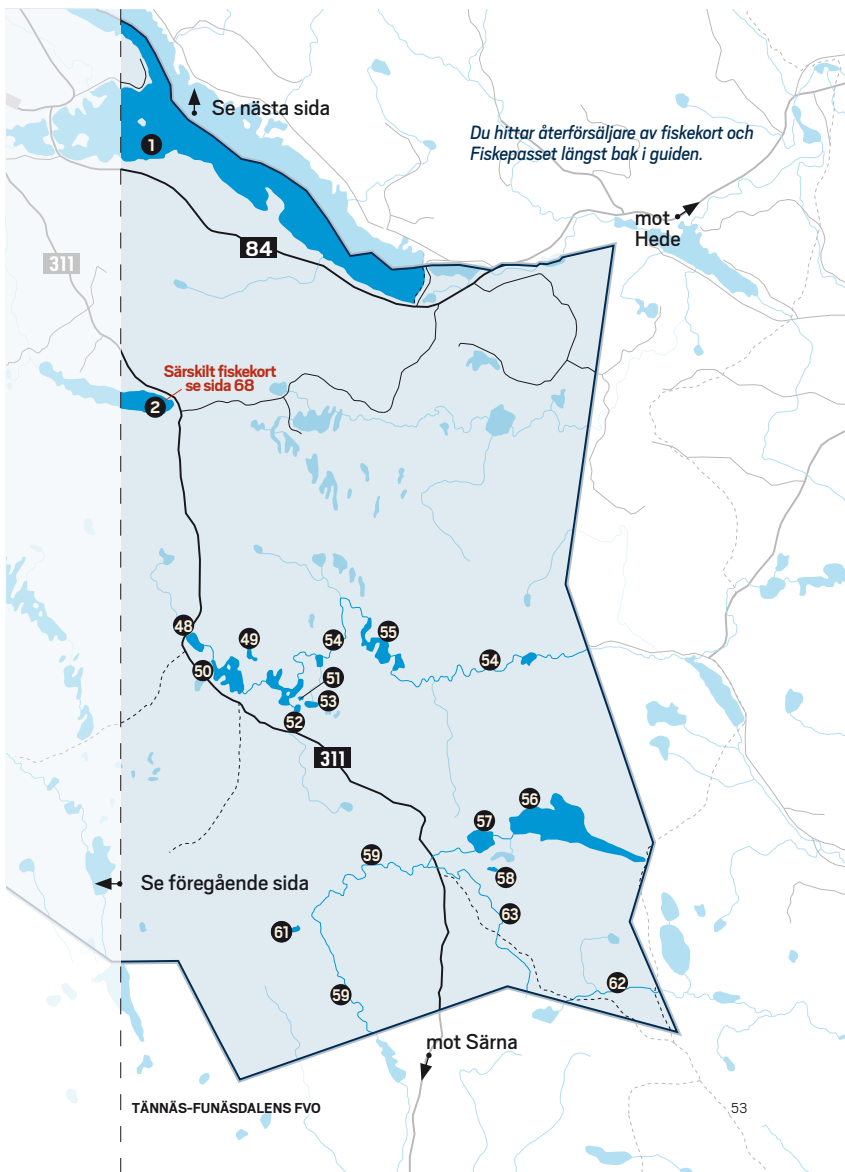 Se nästa sida
Du hittar återförsäljare av fiskekort och
Fiskepasset längst bak i guiden.
1
mot
Hede
84
311
Särskilt fiskekort
se sida 68
2
48
49
54
55
54
50
51
53
52
311
56
57
59
58
Se föregående sida
63
61
62
59
mot Särna
TÄNNÄS-FUNÄSDALENS FVO
53